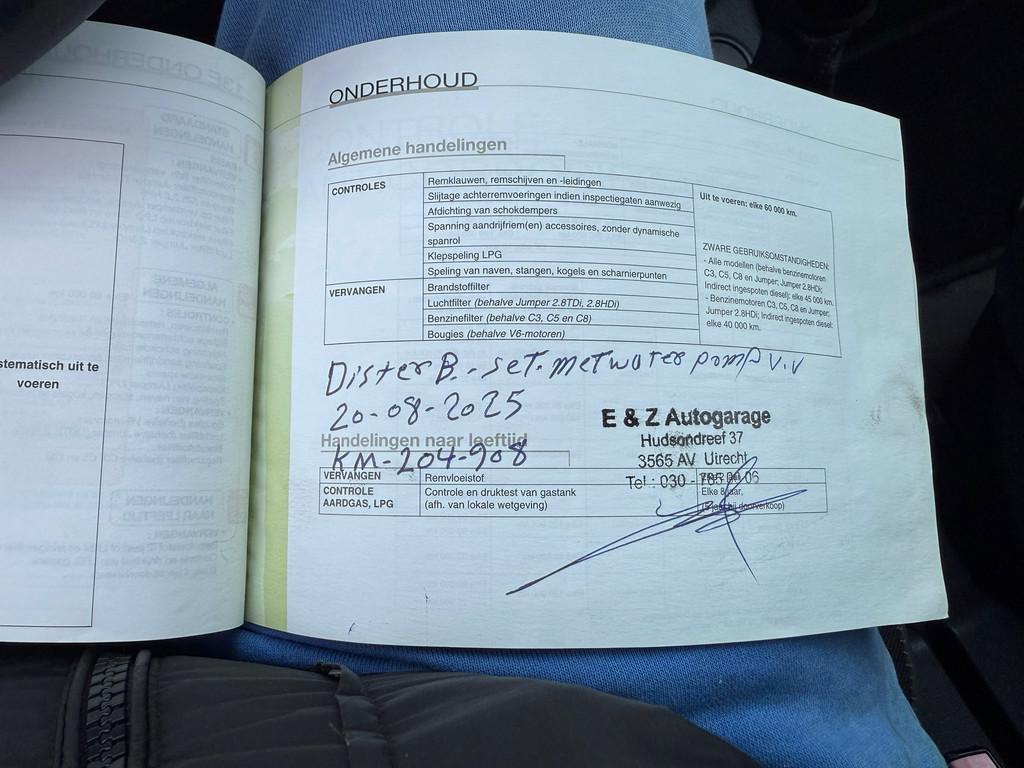 ONDERHOUD
Algemene handelingen
CONTROLES
Remklauwen, remschijven en -leidingen
Slijtage achterremvoeringen indien inspectiegaten aanwezig
Afdichting van schokdempers
Spanning aandrijfriem(en) accessoires, zonder dynamische
spanrol
Klepspeling LPG
Speling van naven, stangen, kogels en scharnierpunten
VERVANGEN
Brandstoffilter
Luchtfilter (behalve Jumper 2.8TDi, 2.8HDi)
Benzinefilter (behalve C3, C5 en C8)
Bougies (behalve V6-motoren)
Uit te voeren: elke 60 000 km.
ZWARE GEBRUIKSOMSTANDIGHEDEN:
- Alle modellen (behalve benzinemotoren
C3, C5, C8 en Jumper; Jumper 2.8HDi;
Indirect ingespoten diesel): elke 45 000 km.
- Benzinemotoren C3, C5, C8 en Jumper;
Jumper 2.8HDi; Indirect ingespoten diesel:
elke 40 000 km.
stematisch uit te
voeren
DisterB.-set.metwaterpomp v.v
20-08-2025
KM-204-908
E & Z Autogarage
Hudsondreef 37
3565 AV Utrecht
Tel : 030 -
Handelingen naar leeftijd
VERVANGEN
Remvloeistof
CONTROLE
AARDGAS, LPG
Controle en druktest van gastank
(afh. van lokale wetgeving)
Elke 8 jaar,
doorverkoop)